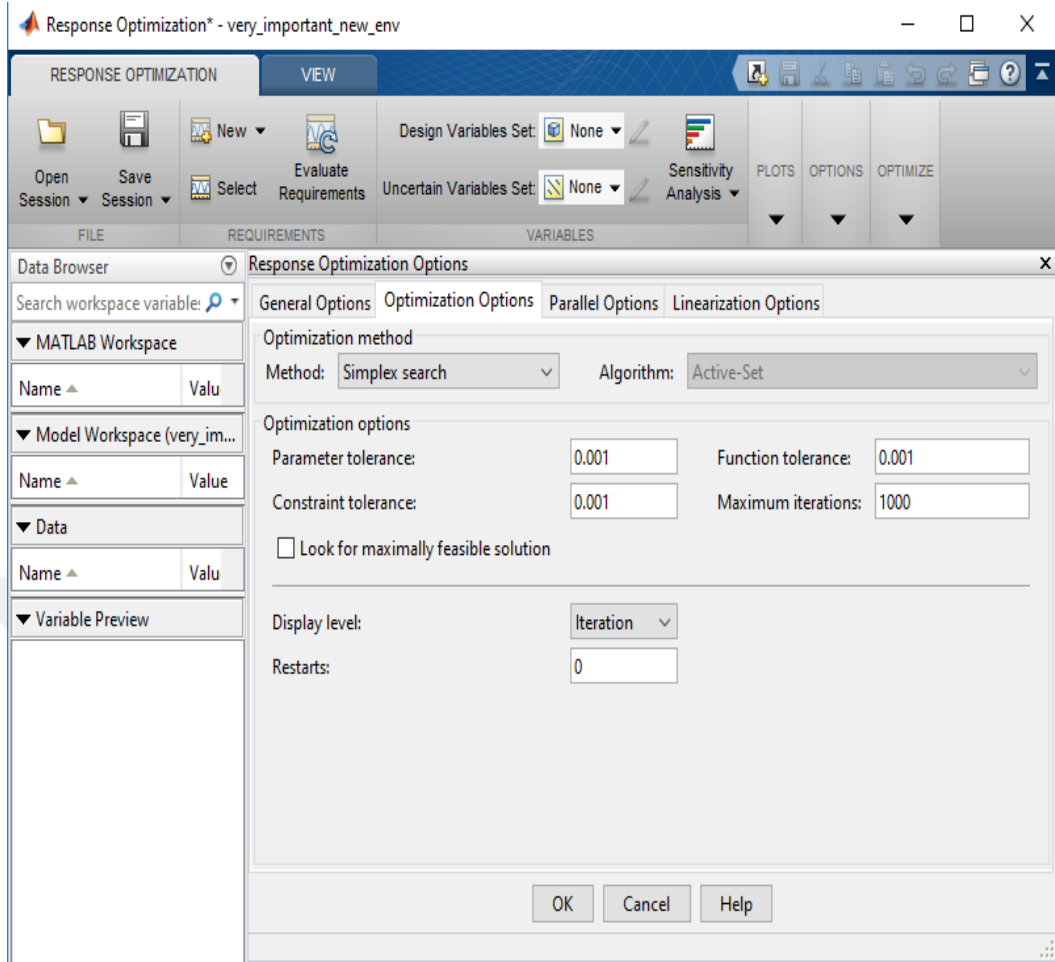 Response Optimization* - very_important_new_env
RESPONSE OPTIMIZATION VIEW
Open Session
Save Session
New
Select
Evaluate Requirements
Design Variables Set: None
Uncertain Variables Set: None
Sensitivity Analysis
PLOTS OPTIONS OPTIMIZE
FILE REQUIREMENTS VARIABLES
Data Browser
Search workspace variable
MATLAB Workspace
Name Valu
Model Workspace (very_im...
Name Value
Data
Name Valu
Variable Preview
Response Optimization Options X
General Options Optimization Options Parallel Options Linearization Options
Optimization method
Method: Simplex search Algorithm: Active-Set
Optimization options
Parameter tolerance: 0.001 Function tolerance: 0.001
Constraint tolerance: 0.001 Maximum iterations: 1000
Look for maximally feasible solution
Display level: Iteration
Restarts: 0
OK Cancel Help